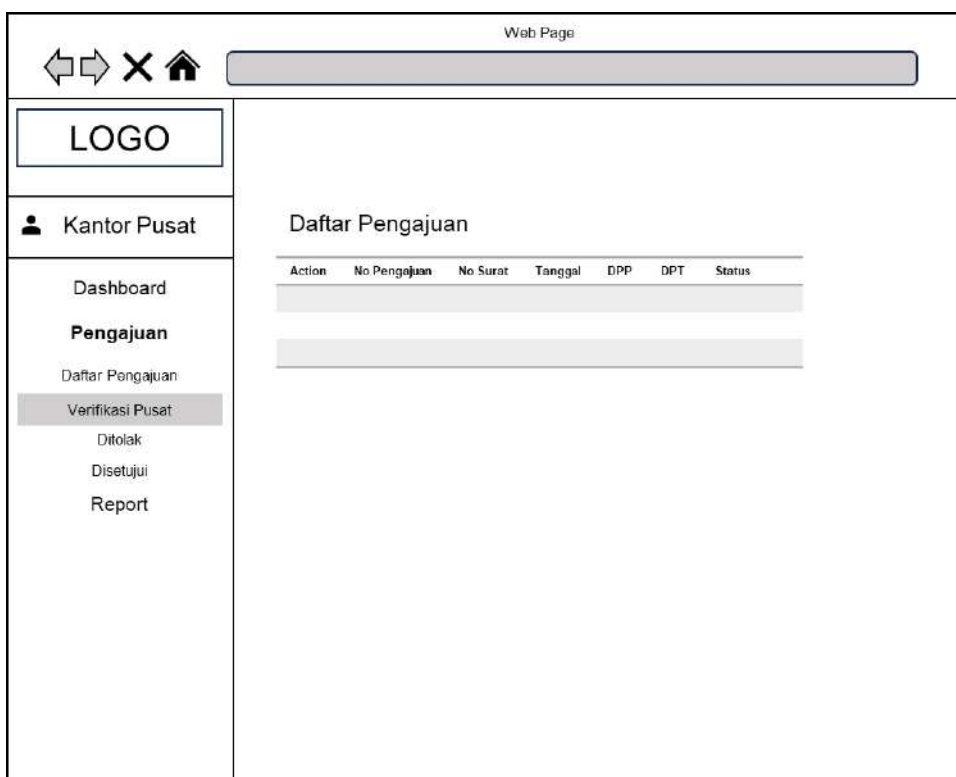 Web Page
LOGO
Kantor Pusat
Dashboard
Pengajuan
Daftar Pengajuan
Verifikasi Pusat
Ditolak
Disetujui
Report
Daftar Pengajuan
Action No Pengajuan No Surat Tanggal DPP DPT Status